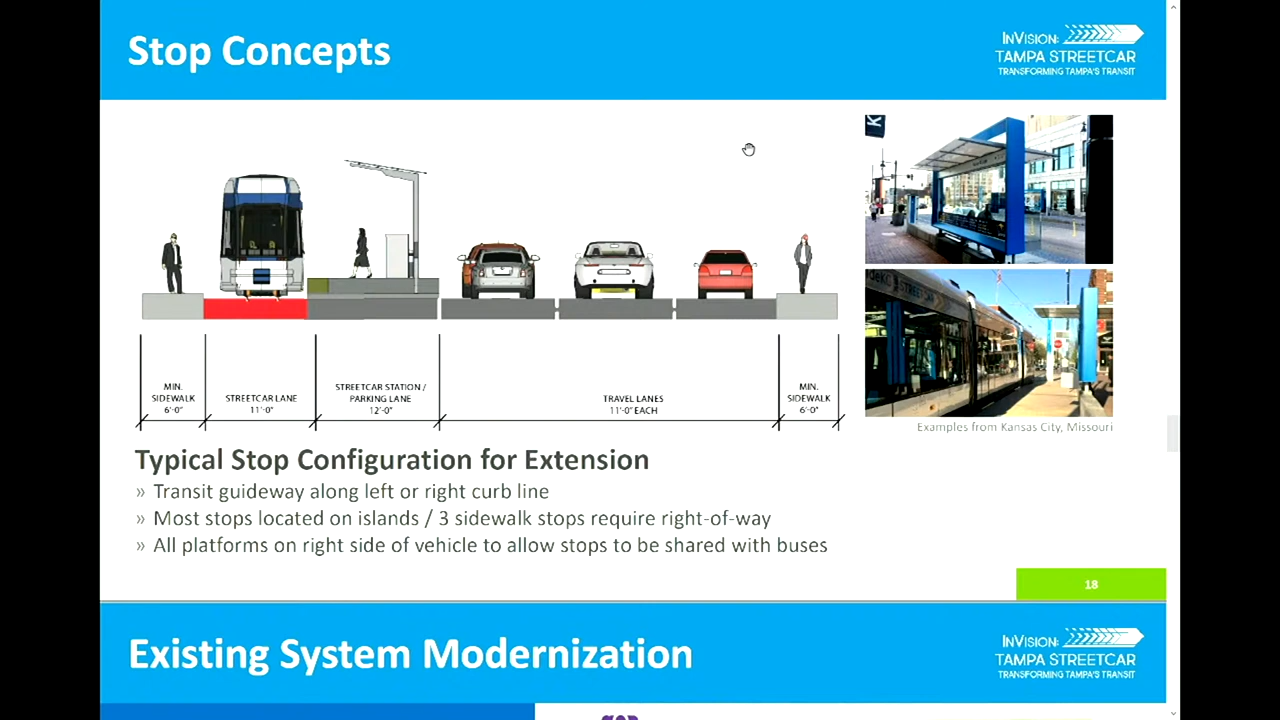 Stop Concepts
INVISION:
TAMPA STREETCAR
TRANSFORMING TAMPA'S TRANSIT
MIN.
SIDEWALK
6'-0"
STREETCAR LANE
11'-0"
STREETCAR STATION /
PARKING LANE
12'-0"
TRAVEL LANES
11'-0" EACH
MIN.
SIDEWALK
6'-0"
Examples from Kansas City, Missouri
Typical Stop Configuration for Extension
» Transit guideway along left or right curb line
» Most stops located on islands / 3 sidewalk stops require right-of-way
» All platforms on right side of vehicle to allow stops to be shared with buses
18
Existing System Modernization
INVISION:
TAMPA STREETCAR
TRANSFORMING TAMPA'S TRANSIT